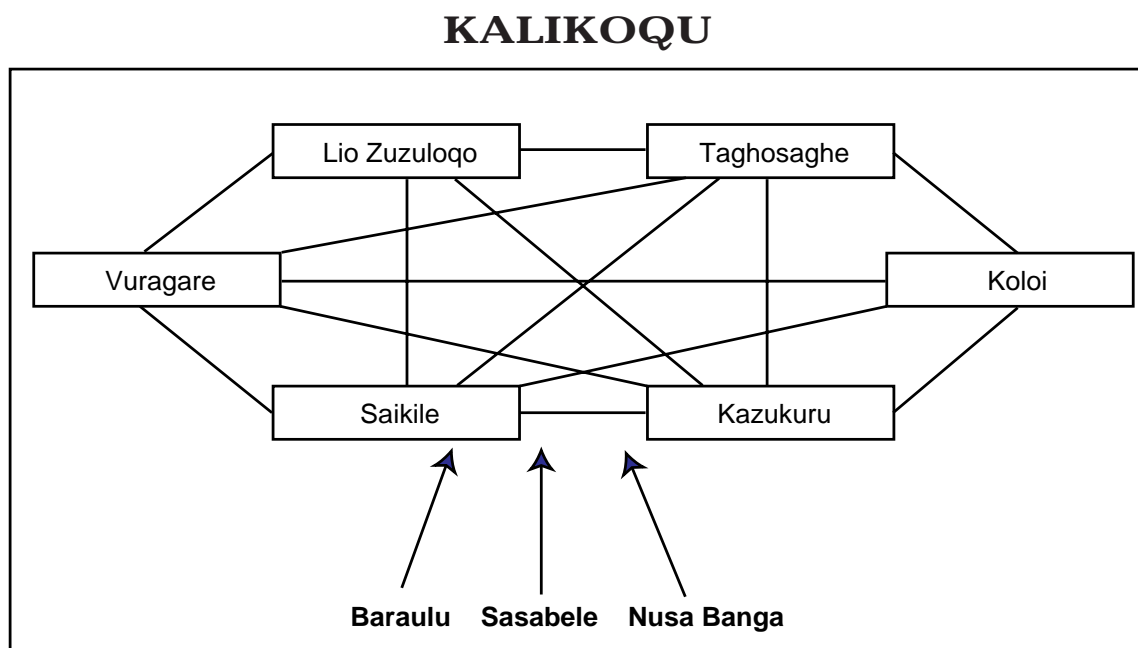 KALIKOQU
Lio Zuzuloqo Taghosaghe
Vuragare Koloi
Saikile Kazukuru
Baraulu Sasabele Nusa Banga